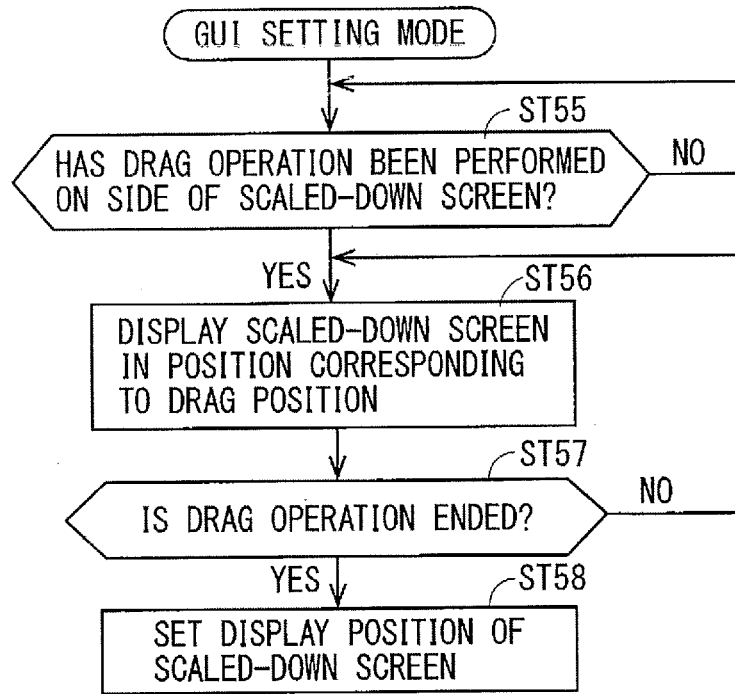 GUI SETTING MODE
ST55
HAS DRAG OPERATION BEEN PERFORMED
ON SIDE OF SCALED-DOWN SCREEN?
NO
YES
ST56
DISPLAY SCALED-DOWN SCREEN
IN POSITION CORRESPONDING
TO DRAG POSITION
ST57
IS DRAG OPERATION ENDED?
NO
YES
ST58
SET DISPLAY POSITION OF
SCALED-DOWN SCREEN